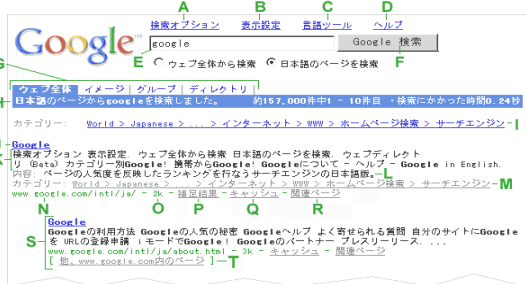 A B C D
検索オプション 表示設定 言語ツール ヘルプ
Google™
google
Google 検索
E F
ウェブ全体から検索 日本語のページを検索
G
ウェブ全体 イメージ グループ ディレクトリ
H 日本語のページからgoogleを検索しました。 約157,000件中1 - 10件目 ・検索にかかった時間0.24秒
カテゴリー: World > Japanese > ... > インターネット > WWW > ホームページ検索 > サーチエンジン I
Google
検索オプション 表示設定. ウェブ全体から検索 日本語のページを検索. ウェブディレクト
リ (Beta) カテゴリー別Google! 携帯からGoogle! Googleについて - ヘルプ - Google in English.
内容: ページの人気度を反映したランキングを行なうサーチエンジンの日本語版。 L
カテゴリー: World > Japanese > ... > インターネット > WWW > ホームページ検索 > サーチエンジン M
www.google.com/intl/ja/ - 2k - 補足結果 - キャッシュ - 関連ページ
N O P Q R
Google
S Googleの利用方法 Googleの人気の秘密 Googleヘルプ よく寄せられる質問 自分のサイトにGoogle
を URLの登録申請 iモードでGoogle! Googleのパートナー プレスリリース. ...
www.google.com/intl/ja/about.html - 3k - キャッシュ - 関連ページ
[ 他、www.google.com内のページ ] T